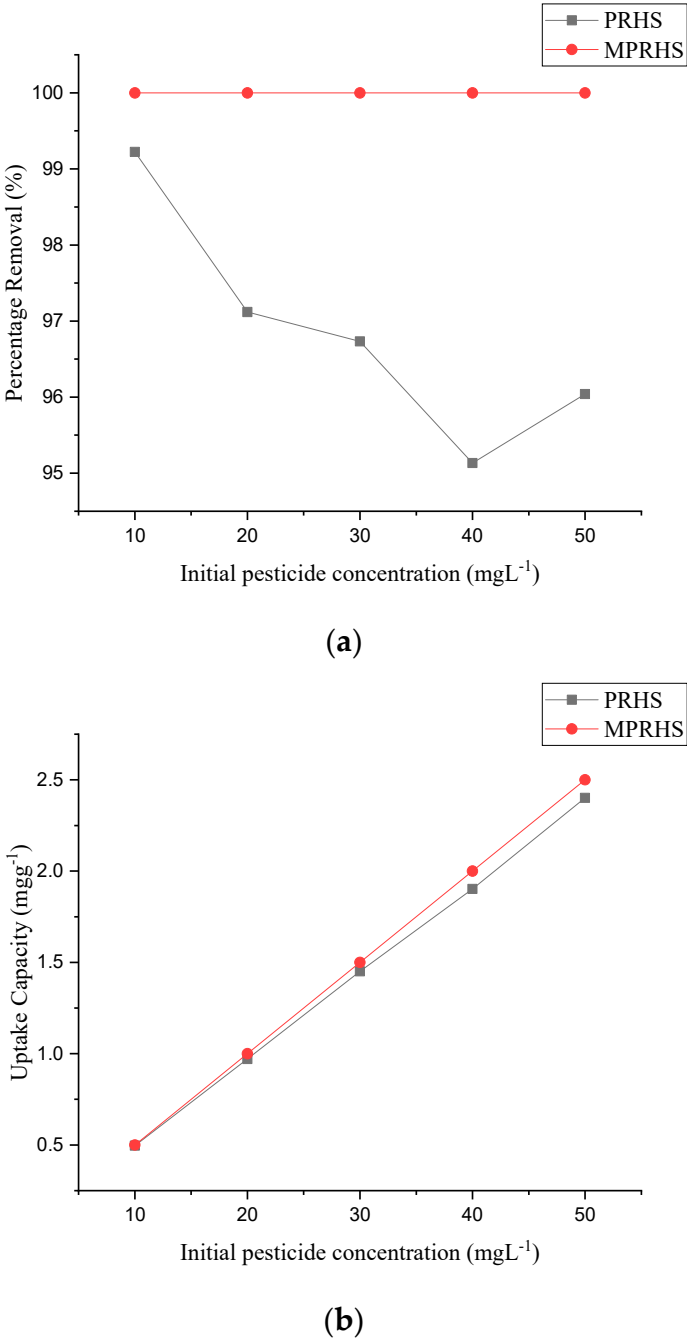 PRHS
MPRHS
100
99
98
97
96
95
Percentage Removal (%)
10 20 30 40 50
Initial pesticide concentration (mgL⁻¹)
(a)
PRHS
MPRHS
2.5
2.0
1.5
1.0
0.5
Uptake Capacity (mgg⁻¹)
10 20 30 40 50
Initial pesticide concentration (mgL⁻¹)
(b)